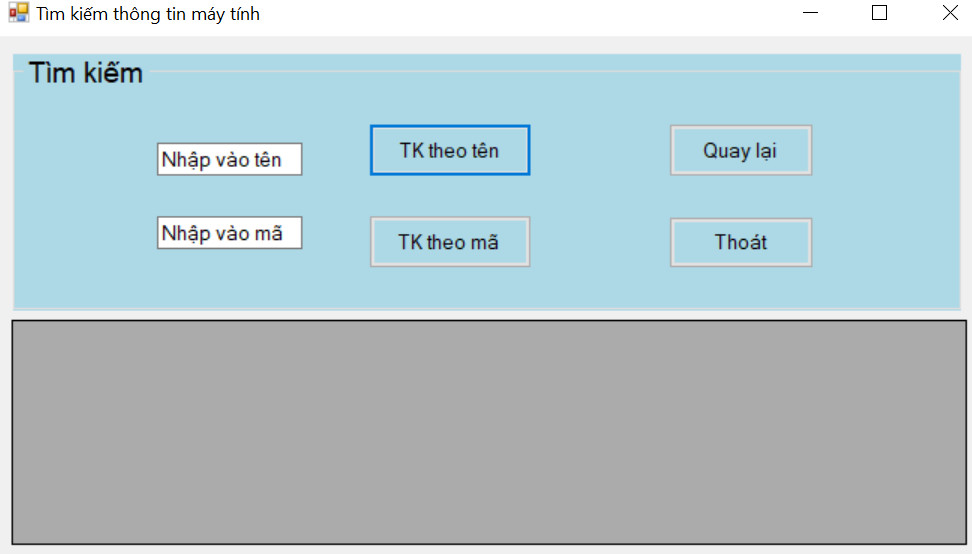 Tìm kiếm thông tin máy tính
Tìm kiếm
Nhập vào tên
TK theo tên
Quay lại
Nhập vào mã
TK theo mã
Thoát